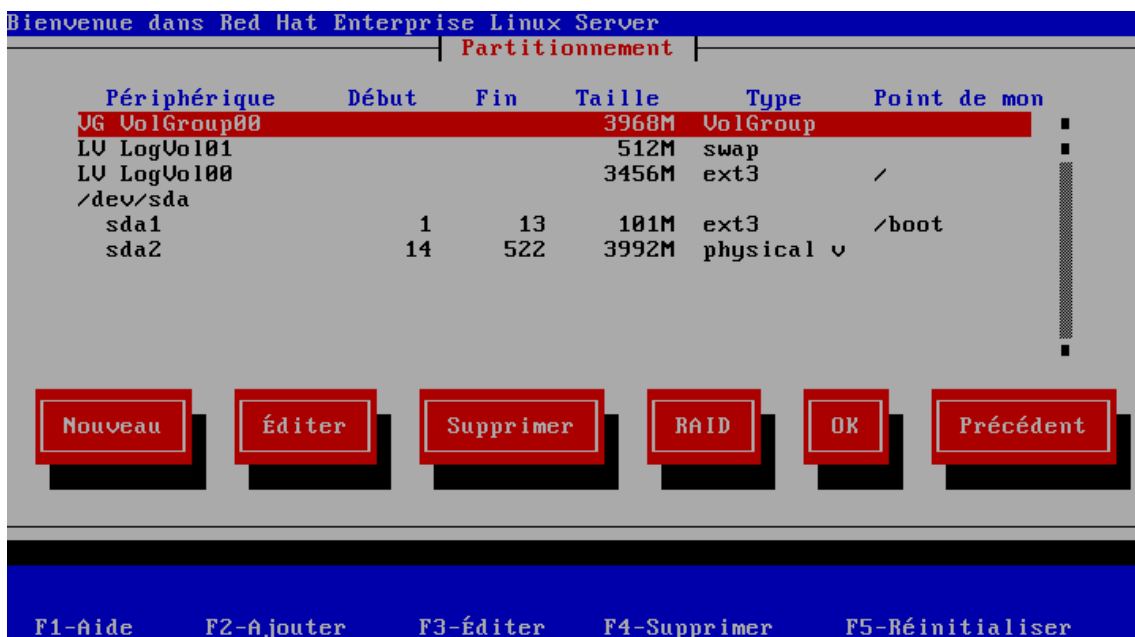 Bienvenue dans Red Hat Enterprise Linux Server
Partitionnement
Périphérique Début Fin Taille Type Point de mon
VG VolGroup00 3968M VolGroup
LV LogVol01 512M swap
LV LogVol00 3456M ext3 /
/dev/sda
sda1 1 13 101M ext3 /boot
sda2 14 522 3992M physical v
Nouveau Éditer Supprimer RAID OK Précédent
F1-Aide F2-Ajouter F3-Éditer F4-Supprimer F5-Réinitialiser